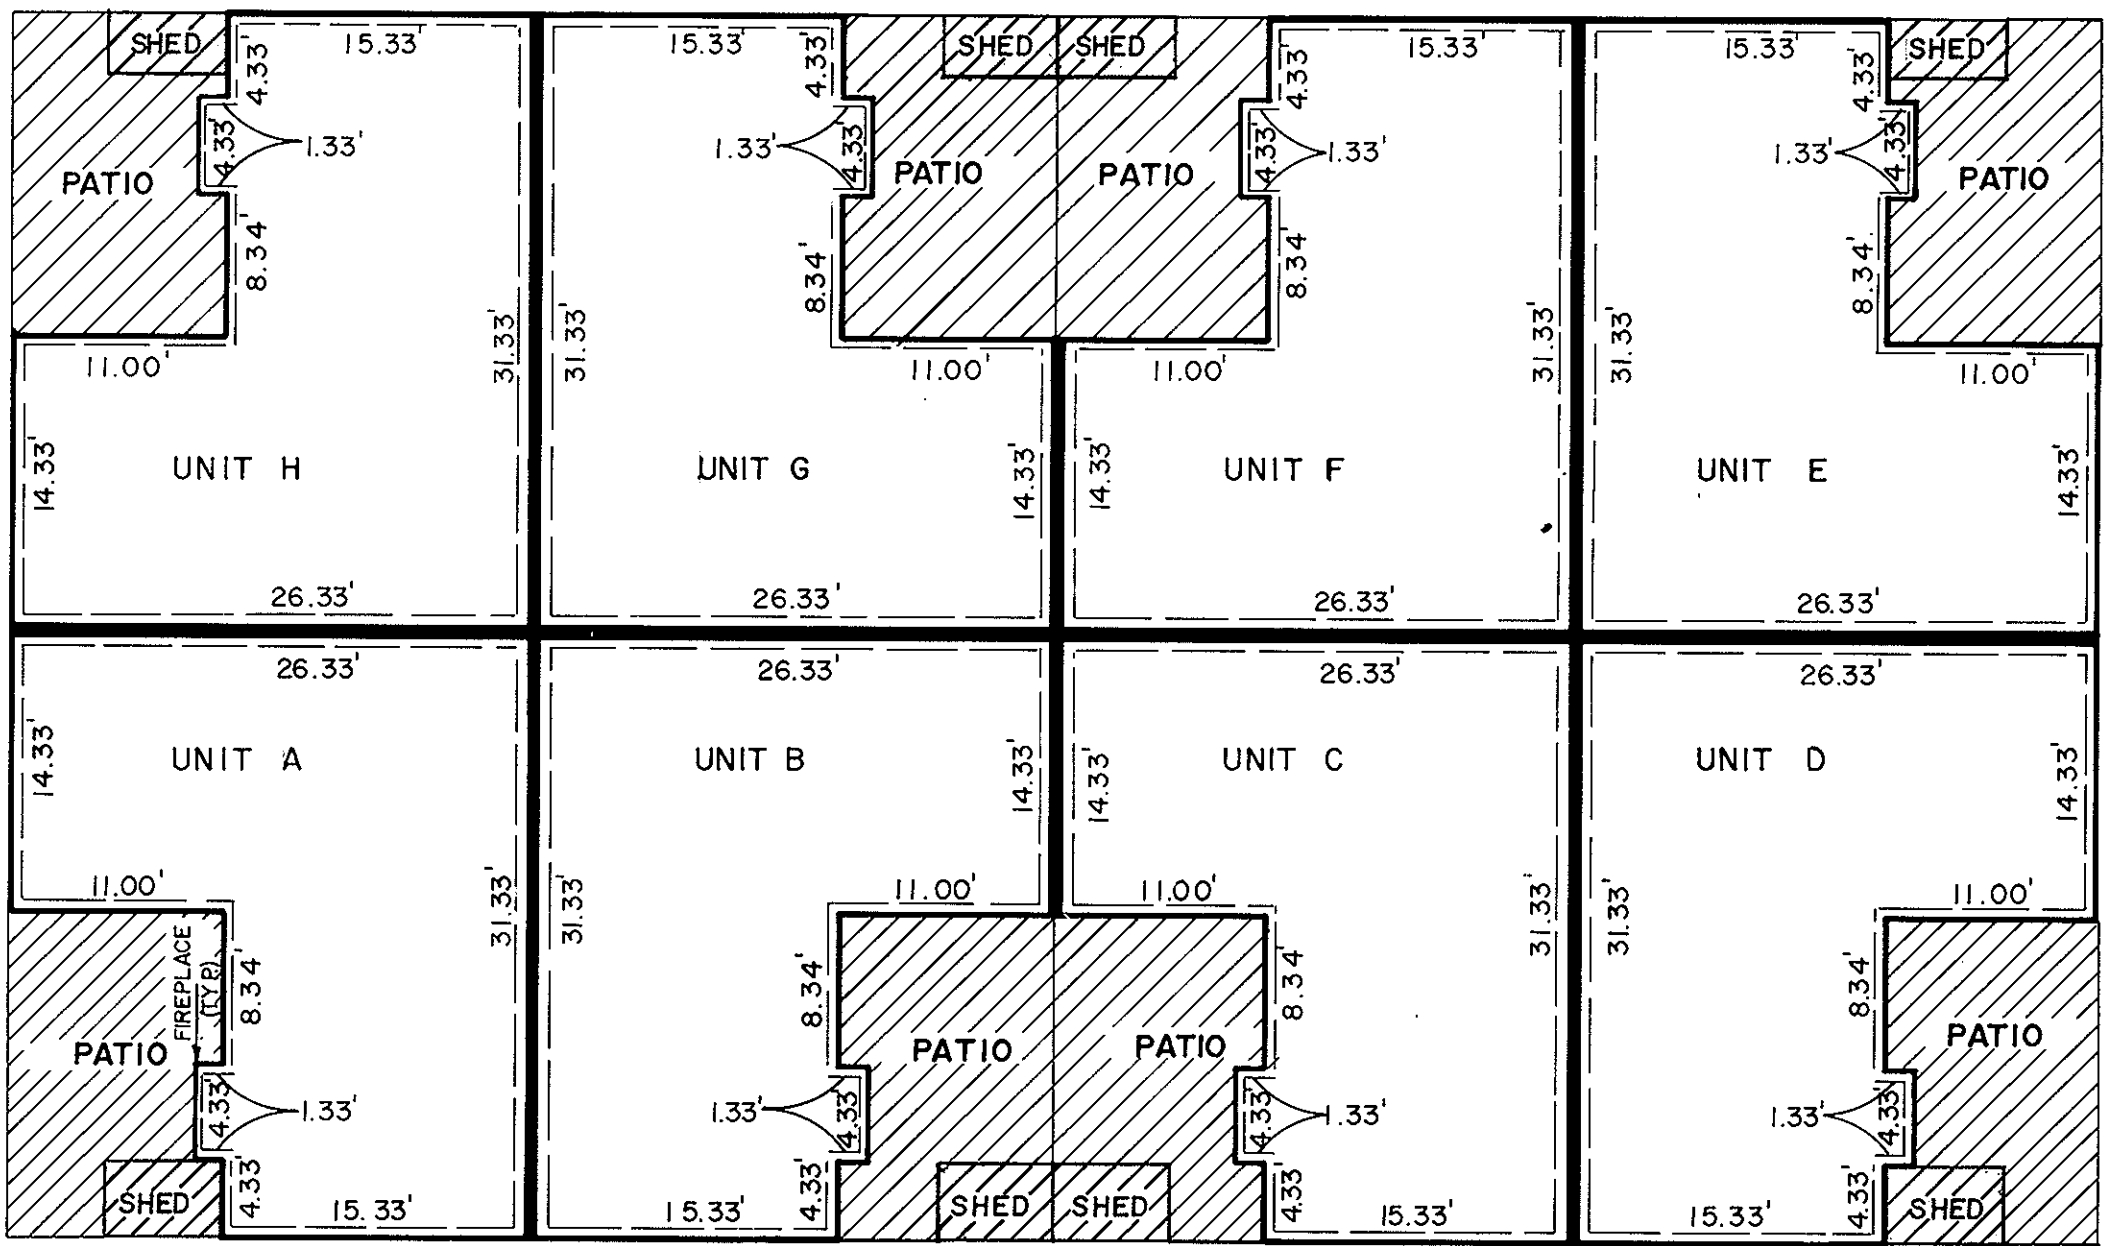 SHED
15.33'
15.33'
SHED
SHED
15.33'
15.33'
SHED
4.33'
4.33'
4.33'
4.33'
4.33'
1.33'
1.33'
4.33'
4.33'
1.33'
1.33'
4.33'
PATIO
PATIO
PATIO
PATIO
8.34'
8.34'
8.34'
8.34'
11.00'
31.33'
31.33'
11.00'
11.00'
31.33'
31.33'
11.00'
14.33'
UNIT H
UNIT G
14.33'
14.33'
UNIT F
UNIT E
14.33'
26.33'
26.33'
26.33'
26.33'
26.33'
26.33'
26.33'
26.33'
14.33'
UNIT A
UNIT B
14.33'
14.33'
UNIT C
UNIT D
14.33'
11.00'
31.33'
31.33'
11.00'
11.00'
31.33'
31.33'
11.00'
FIREPLACE
(TYP.)
8.34'
8.34'
8.34'
8.34'
PATIO
PATIO
PATIO
PATIO
4.33'
1.33'
1.33'
4.33'
4.33'
1.33'
1.33'
4.33'
SHED
4.33'
15.33'
15.33'
4.33'
SHED
SHED
4.33'
15.33'
15.33'
4.33'
SHED